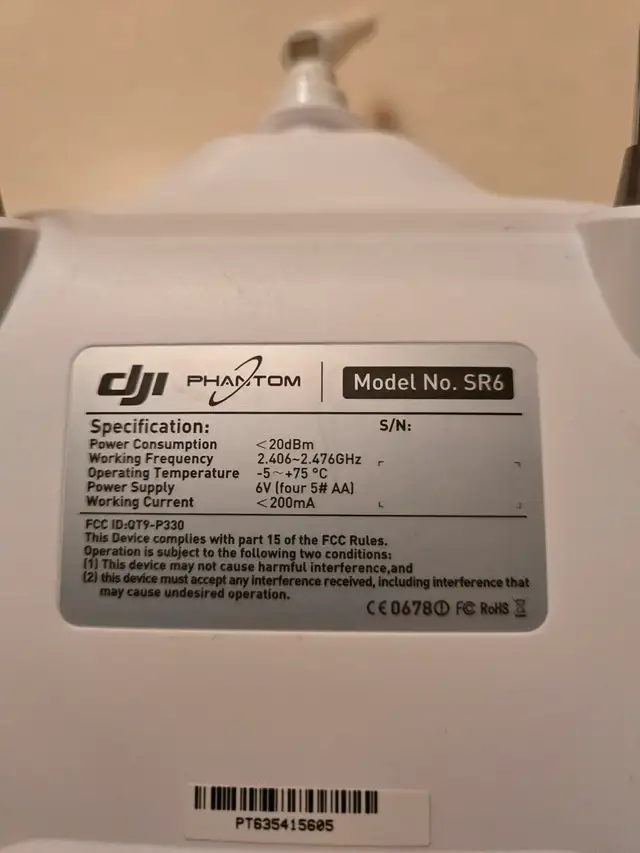 dji PHANTOM Model No. SR6
Specification:
S/N:
Power Consumption <20dBm
Working Frequency 2.406~2.476GHz
Operating Temperature -5~+75 °C
Power Supply 6V (four 5# AA)
Working Current <200mA
FCC ID:QT9-P330
This Device complies with part 15 of the FCC Rules.
Operation is subject to the following two conditions:
(1) This device may not cause harmful interference,and
(2) this device must accept any interference received, including interference that
may cause undesired operation.
CE0678 FC RoHS
PT635415605